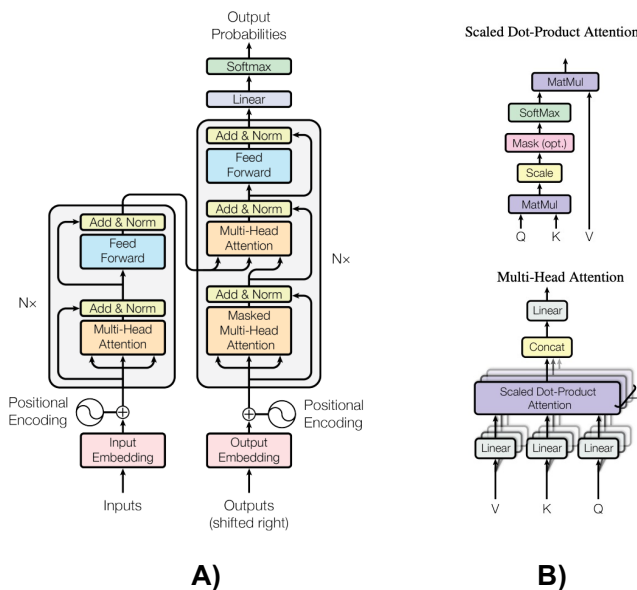 Output
Probabilities
Softmax
Linear
Add & Norm
Feed
Forward
Add & Norm
Multi-Head
Attention
Add & Norm
Masked
Multi-Head
Attention
N×
Add & Norm
Feed
Forward
Add & Norm
Multi-Head
Attention
N×
Positional
Encoding
Positional
Encoding
Input
Embedding
Output
Embedding
Inputs
Outputs
(shifted right)
A)
Scaled Dot-Product Attention
MatMul
SoftMax
Mask (opt.)
Scale
MatMul
Q K V
Multi-Head Attention
Linear
Concat
Scaled Dot-Product
Attention
Linear Linear Linear
V K Q
B)